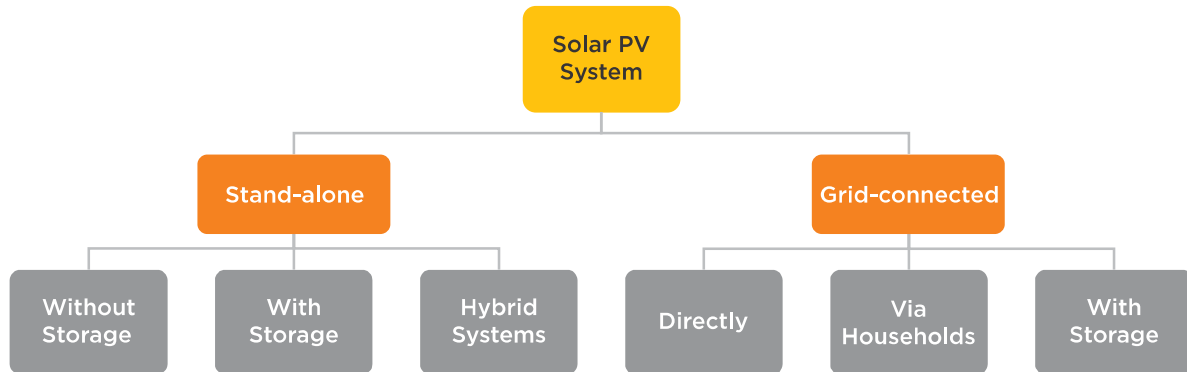 Solar PV
System
Stand-alone
Grid-connected
Without
Storage
With
Storage
Hybrid
Systems
Directly
Via
Households
With
Storage